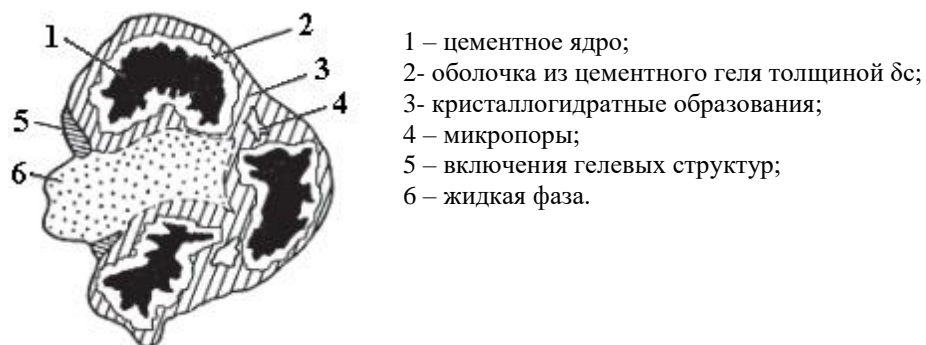 1
2
3
4
5
6
1 – цементное ядро;
2- оболочка из цементного геля толщиной δс;
3- кристаллогидратные образования;
4 – микропоры;
5 – включения гелевых структур;
6 – жидкая фаза.